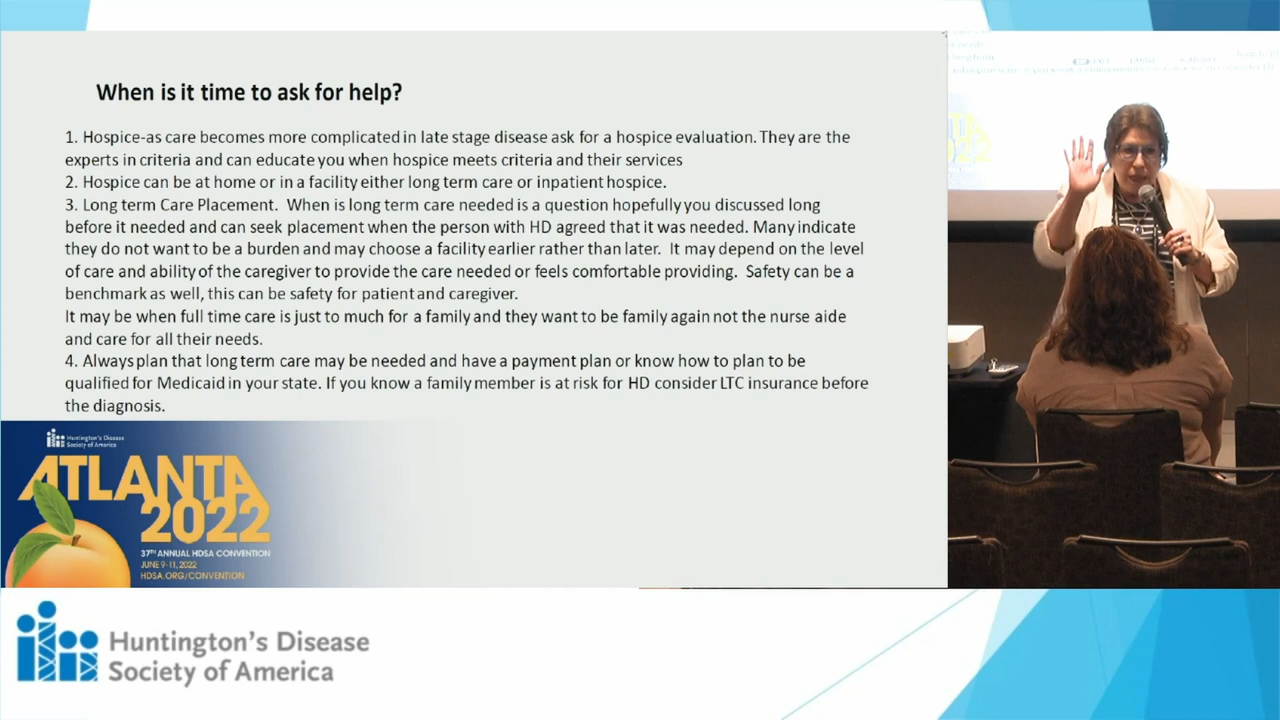 When is it time to ask for help?
1. Hospice-as care becomes more complicated in late stage disease ask for a hospice evaluation. They are the
experts in criteria and can educate you when hospice meets criteria and their services
2. Hospice can be at home or in a facility either long term care or inpatient hospice.
3. Long term Care Placement. When is long term care needed is a question hopefully you discussed long
before it needed and can seek placement when the person with HD agreed that it was needed. Many indicate
they do not want to be a burden and may choose a facility earlier rather than later. It may depend on the level
of care and ability of the caregiver to provide the care needed or feels comfortable providing. Safety can be a
benchmark as well, this can be safety for patient and caregiver.
It may be when full time care is just to much for a family and they want to be family again not the nurse aide
and care for all their needs.
4. Always plan that long term care may be needed and have a payment plan or know how to plan to be
qualified for Medicaid in your state. If you know a family member is at risk for HD consider LTC insurance before
the diagnosis.
Huntington's Disease
Society of America
ATLANTA
2022
37TH ANNUAL HDSA CONVENTION
JUNE 9-11, 2022
HDSA.ORG/CONVENTION
Huntington's Disease
Society of America